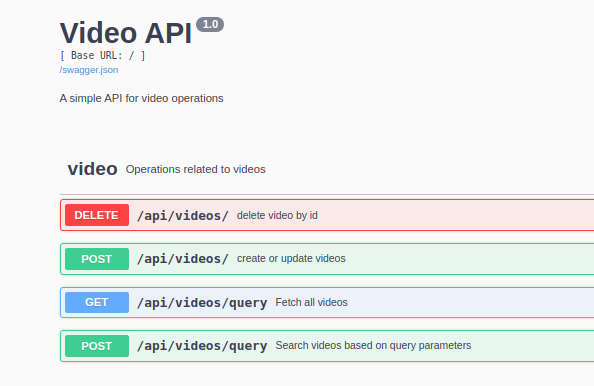 Video API 1.0
[ Base URL: / ]
/swagger.json
A simple API for video operations
video Operations related to videos
DELETE /api/videos/ delete video by id
POST /api/videos/ create or update videos
GET /api/videos/query Fetch all videos
POST /api/videos/query Search videos based on query parameters